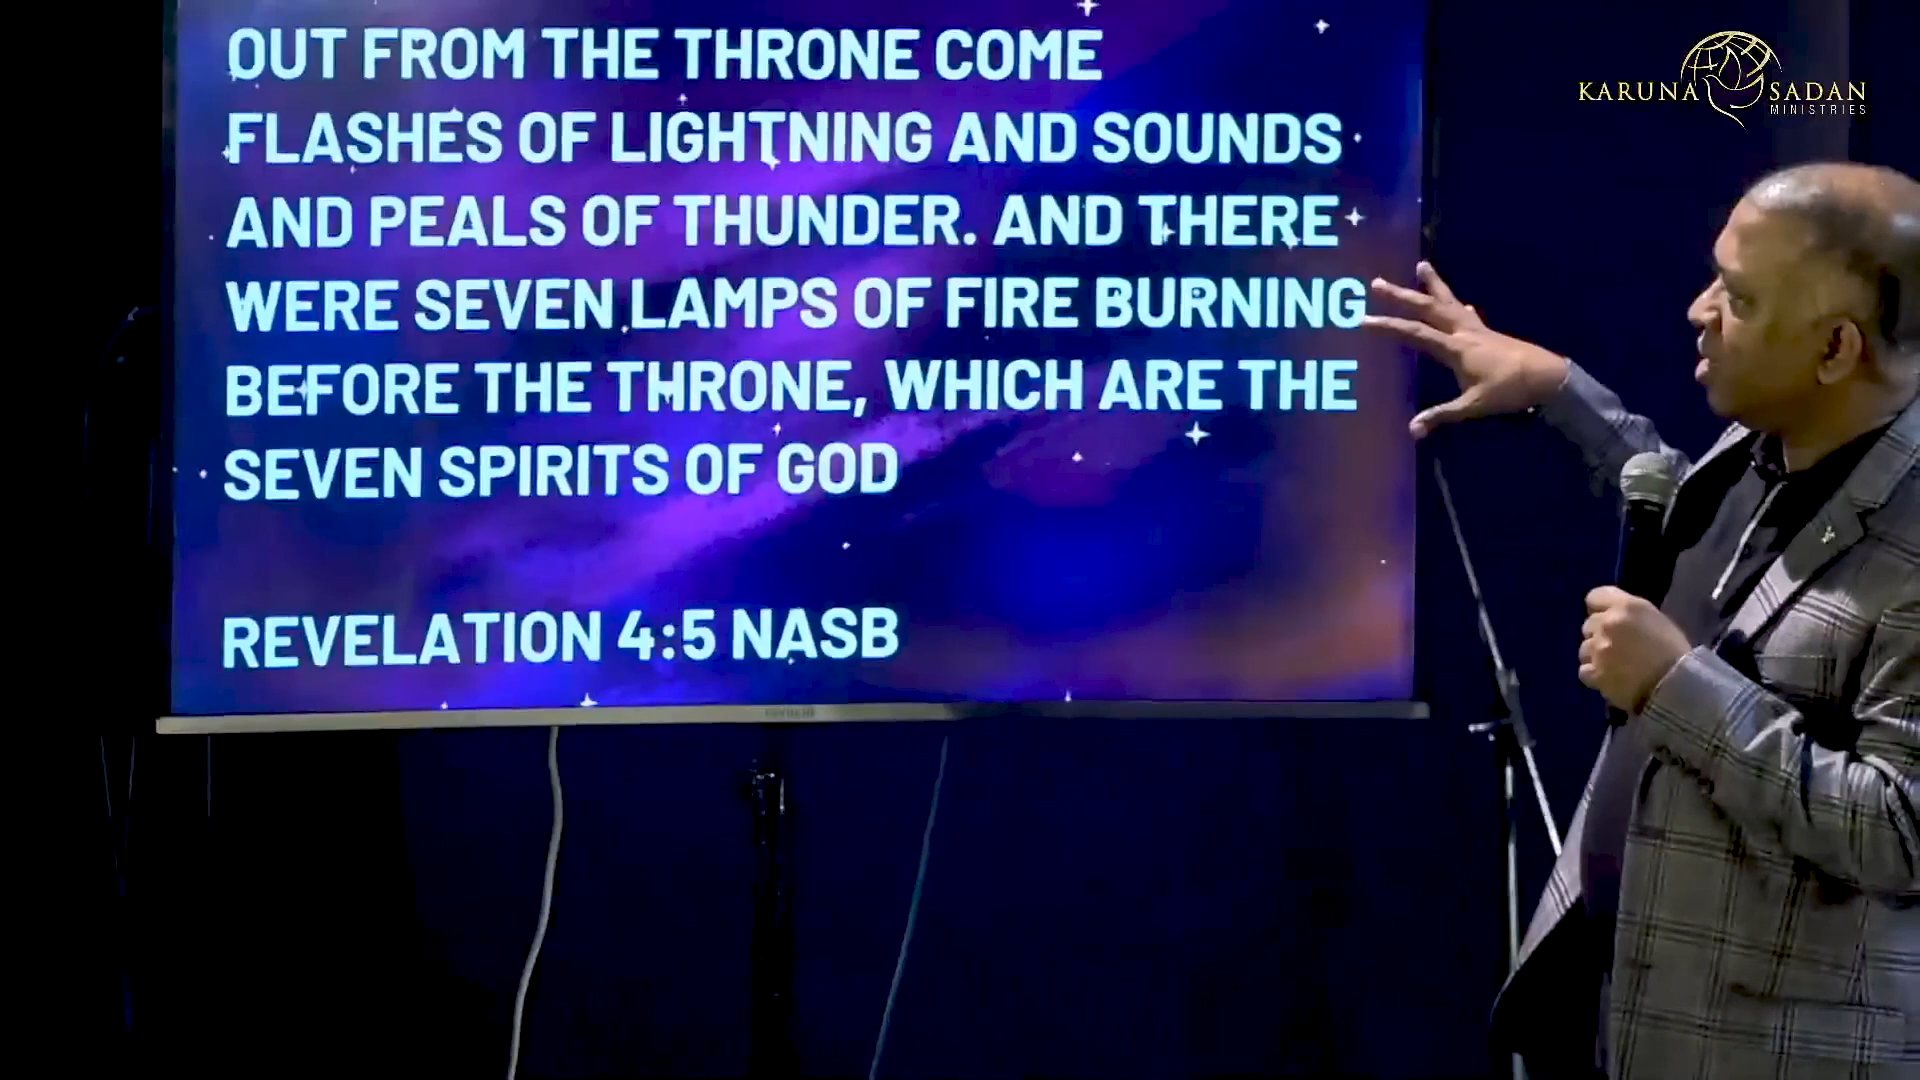 OUT FROM THE THRONE COME
FLASHES OF LIGHTNING AND SOUNDS
AND PEALS OF THUNDER. AND THERE
WERE SEVEN LAMPS OF FIRE BURNING
BEFORE THE THRONE, WHICH ARE THE
SEVEN SPIRITS OF GOD
REVELATION 4:5 NASB
KARUNA SADAN
MINISTRIES